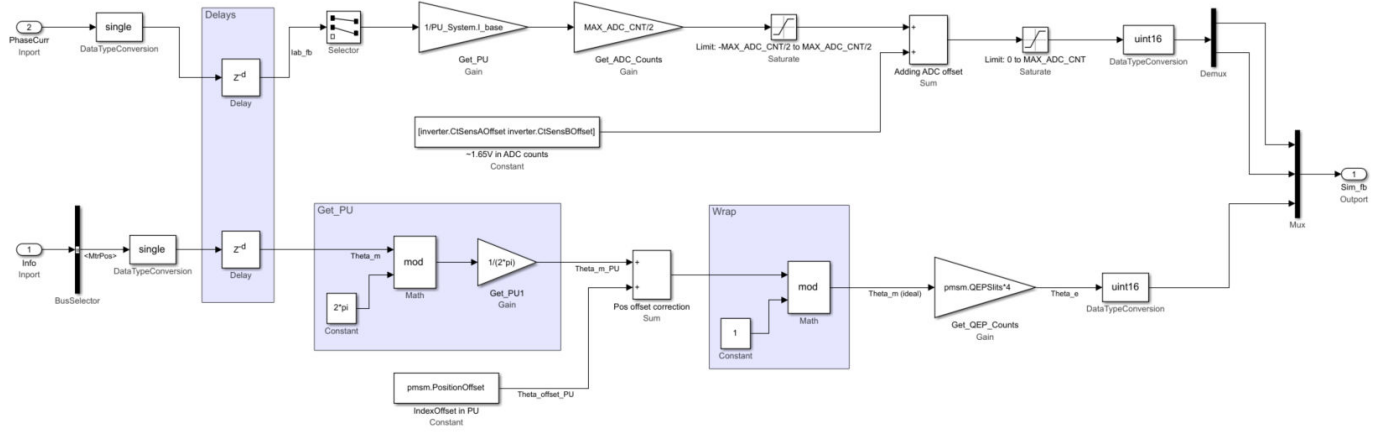 Delays
2
PhaseCurr
Inport
single
DataTypeConversion
z-d
Delay
Iab_fb
Selector
1/PU_System.I_base
Get_PU
Gain
MAX_ADC_CNT/2
Get_ADC_Counts
Gain
Limit: -MAX_ADC_CNT/2 to MAX_ADC_CNT/2
Saturate
+
+
Adding ADC offset
Sum
Limit: 0 to MAX_ADC_CNT
Saturate
uint16
DataTypeConversion
Demux
[inverter.CtSensAOffset inverter.CtSensBOffset]
~1.65V in ADC counts
Constant
1
Sim_fb
Outport
Mux
1
Info
Inport
<MtrPos>
BusSelector
single
DataTypeConversion
z-d
Delay
Get_PU
Theta_m
mod
Math
2*pi
Constant
1/(2*pi)
Get_PU1
Gain
Theta_m_PU
+
+
Pos offset correction
Sum
Wrap
mod
Math
1
Constant
Theta_m (ideal)
pmsm.QEPSlits*4
Get_QEP_Counts
Gain
Theta_e
uint16
DataTypeConversion
pmsm.PositionOffset
IndexOffset in PU
Constant
Theta_offset_PU